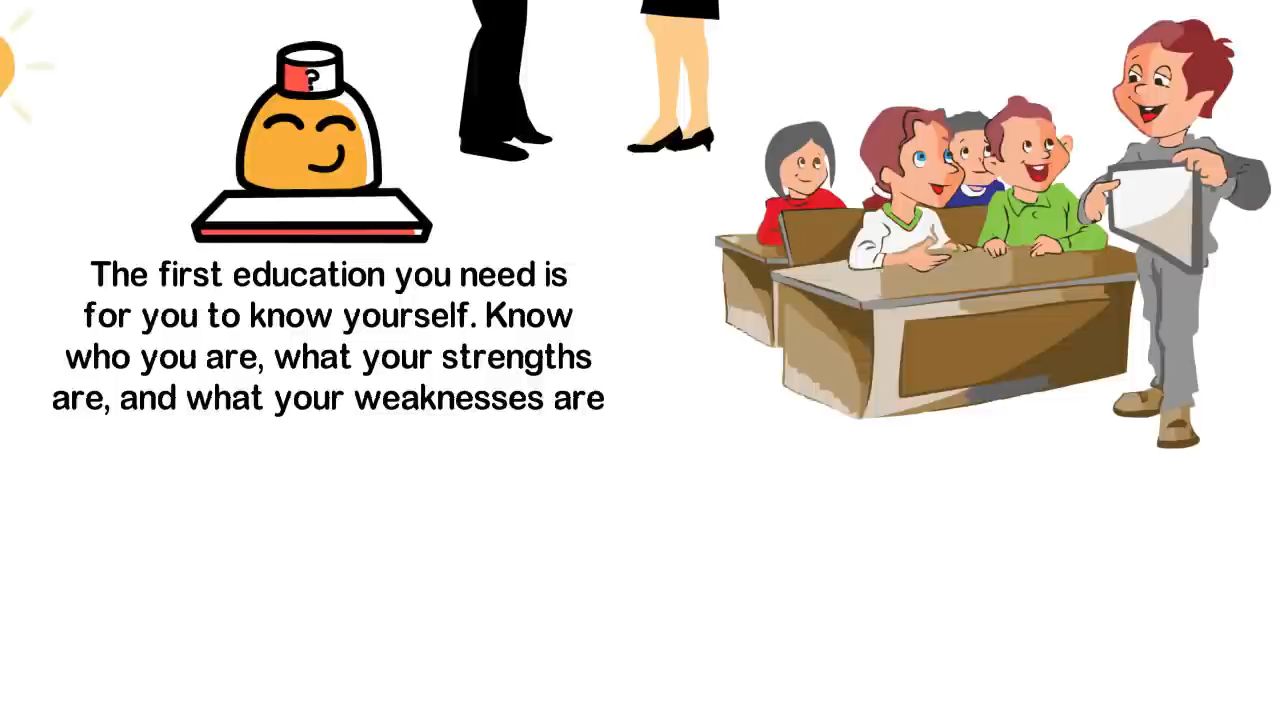 ?
The first education you need is
for you to know yourself. Know
who you are, what your strengths
are, and what your weaknesses are